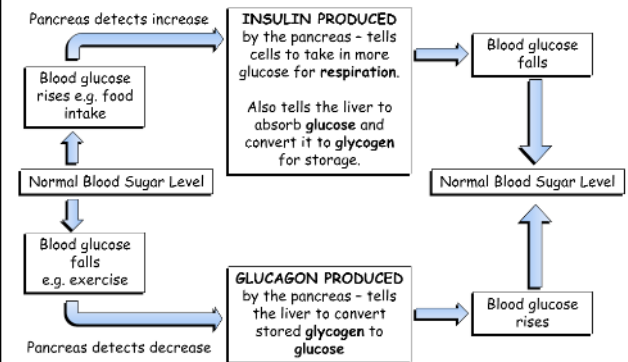 Pancreas detects increase
Blood glucose
rises e.g. food
intake
INSULIN PRODUCED
by the pancreas – tells
cells to take in more
glucose for respiration.
Also tells the liver to
absorb glucose and
convert it to glycogen
for storage.
Blood glucose
falls
Normal Blood Sugar Level
Normal Blood Sugar Level
Blood glucose
falls
e.g. exercise
Pancreas detects decrease
GLUCAGON PRODUCED
by the pancreas – tells
the liver to convert
stored glycogen to
glucose
Blood glucose
rises